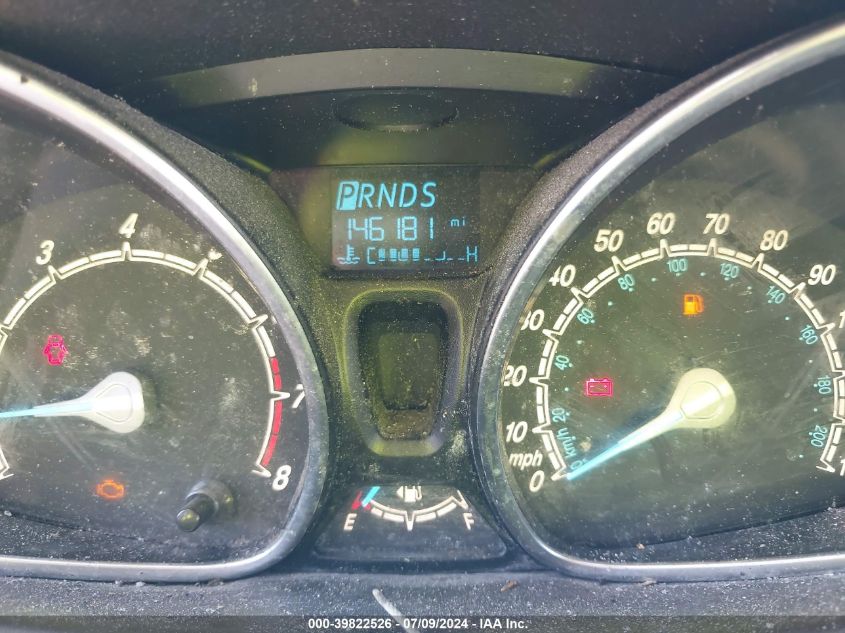 PRNDS
146181 mi
C H
3 4 7 8
0 10 20 30 40 50 60 70 80 90
20 40 60 80 100 120 140 160 180 200
mph
km/h
E F
000-39822526 - 07/09/2024 - IAA Inc.